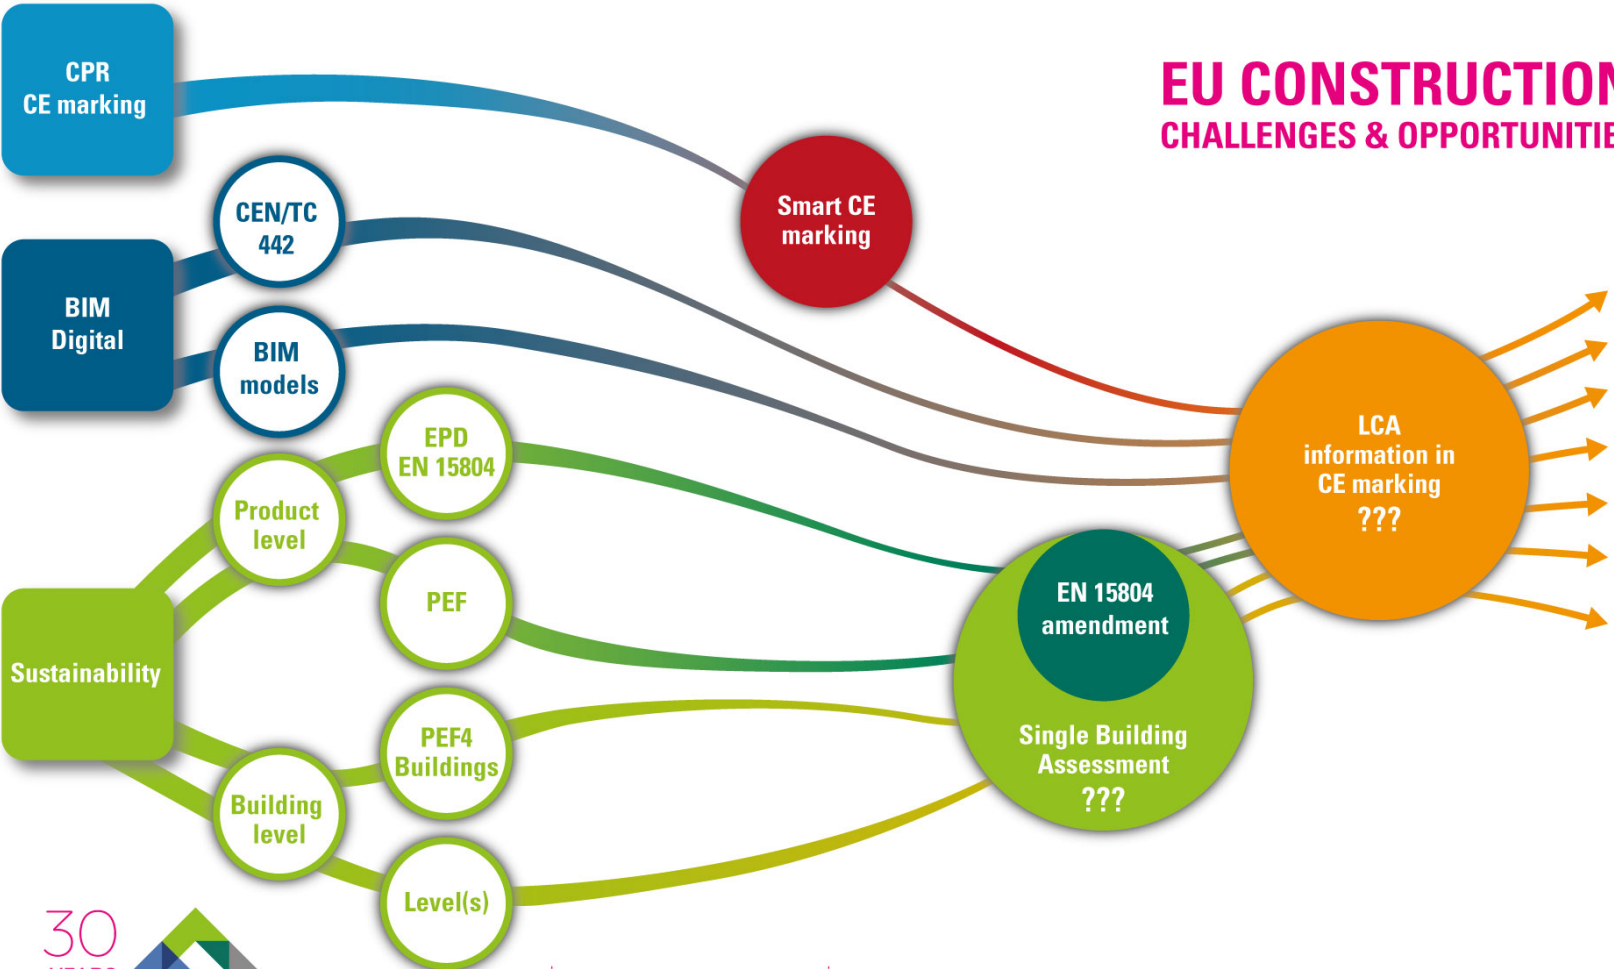 EU CONSTRUCTION
CHALLENGES & OPPORTUNITIE
CPR
CE marking
CEN/TC
442
Smart CE
marking
BIM
Digital
BIM
models
EPD
EN 15804
LCA
information in
CE marking
???
Product
level
PEF
EN 15804
amendment
Sustainability
Single Building
Assessment
???
PEF4
Buildings
Building
level
Level(s)
30